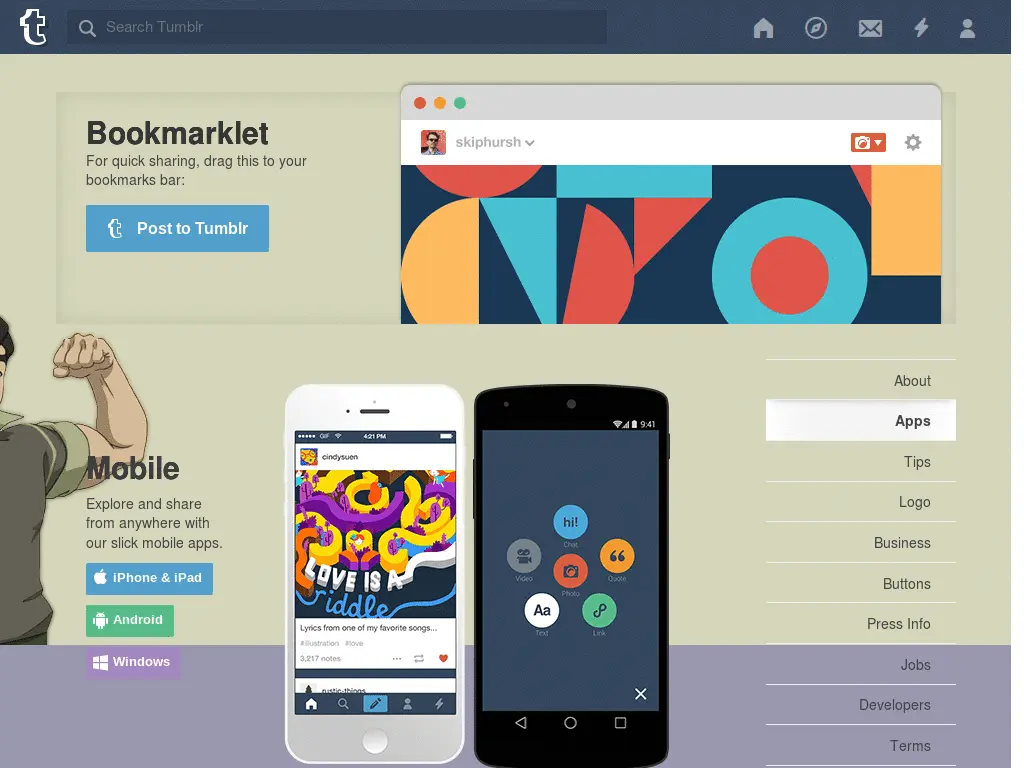 t Search Tumblr
Bookmarklet
For quick sharing, drag this to your
bookmarks bar:
Post to Tumblr
skiphursh
About
Apps
Tips
Logo
Business
Buttons
Press Info
Jobs
Developers
Terms
Mobile
Explore and share
from anywhere with
our slick mobile apps.
iPhone & iPad
Android
Windows
GIF 4:21 PM
cindysuen
LOVE IS A
riddle
Lyrics from one of my favorite songs...
#illustration #love
3,217 notes
rustic-things
9:41
hi!
Chat
Video
Quote
Photo
Aa
Text
Link